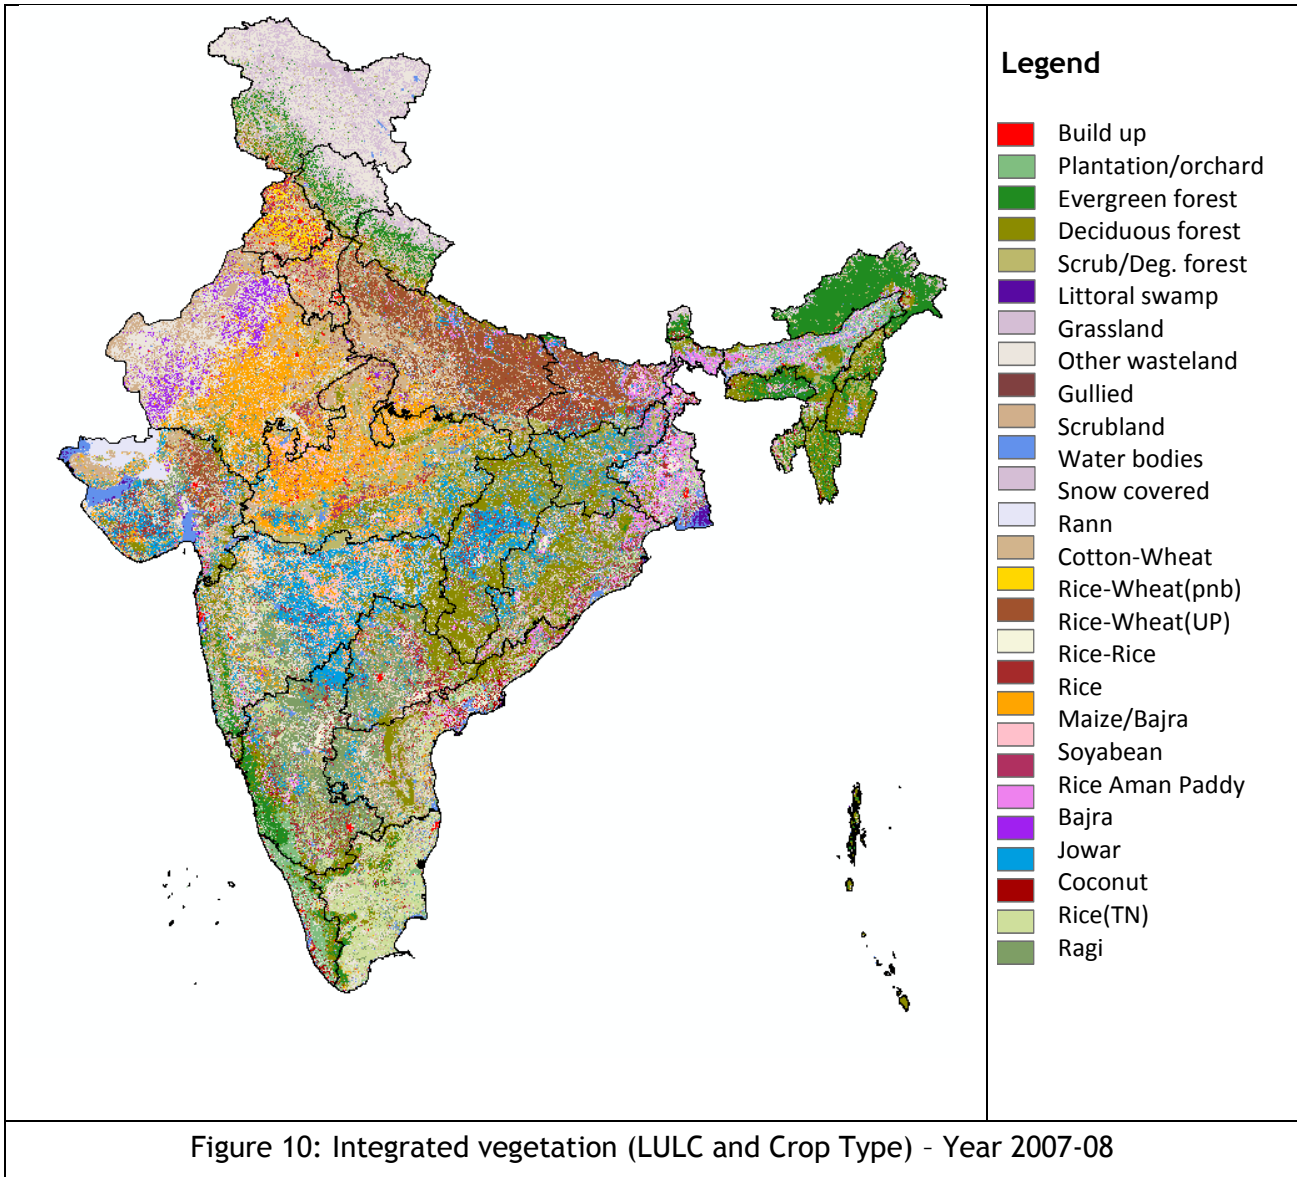 Legend
Build up
Plantation/orchard
Evergreen forest
Deciduous forest
Scrub/Deg. forest
Littoral swamp
Grassland
Other wasteland
Gullied
Scrubland
Water bodies
Snow covered
Rann
Cotton-Wheat
Rice-Wheat(pnb)
Rice-Wheat(UP)
Rice-Rice
Rice
Maize/Bajra
Soyabean
Rice Aman Paddy
Bajra
Jowar
Coconut
Rice(TN)
Ragi
Figure 10: Integrated vegetation (LULC and Crop Type) – Year 2007-08